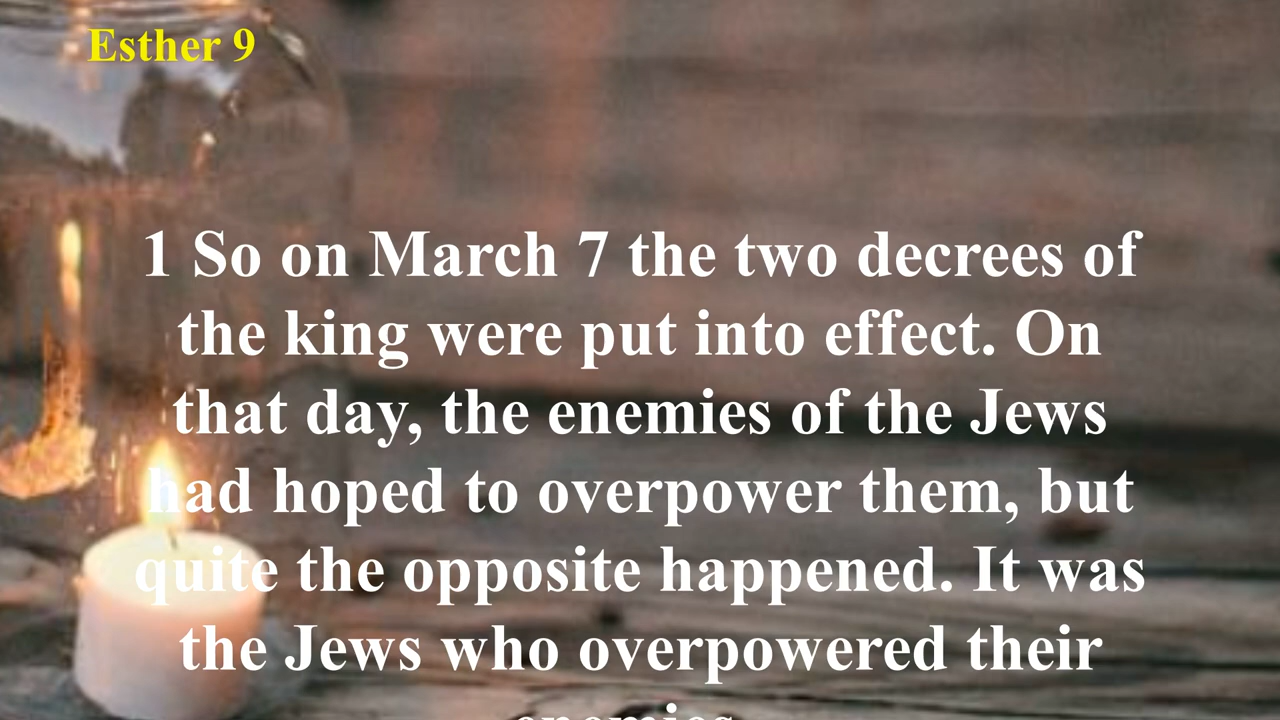 Esther 9
1 So on March 7 the two decrees of
the king were put into effect. On
that day, the enemies of the Jews
had hoped to overpower them, but
quite the opposite happened. It was
the Jews who overpowered their
enemies.